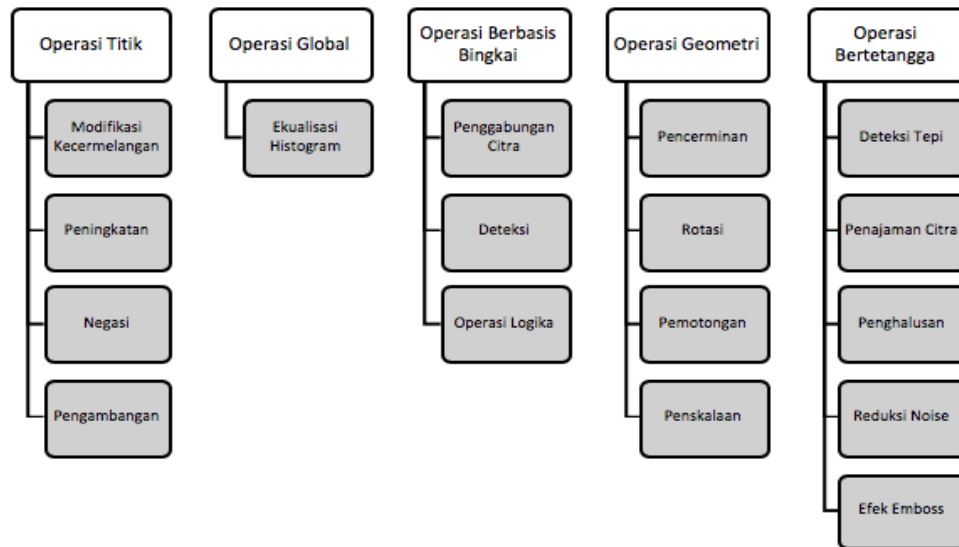 Operasi Titik
Modifikasi
Kecermelangan
Peningkatan
Negasi
Pengambangan
Operasi Global
Ekualisasi
Histogram
Operasi Berbasis
Bingkai
Penggabungan
Citra
Deteksi
Operasi Logika
Operasi Geometri
Pencerminan
Rotasi
Pemotongan
Penskalaan
Operasi
Bertetangga
Deteksi Tepi
Penajaman Citra
Penghalusan
Reduksi Noise
Efek Emboss